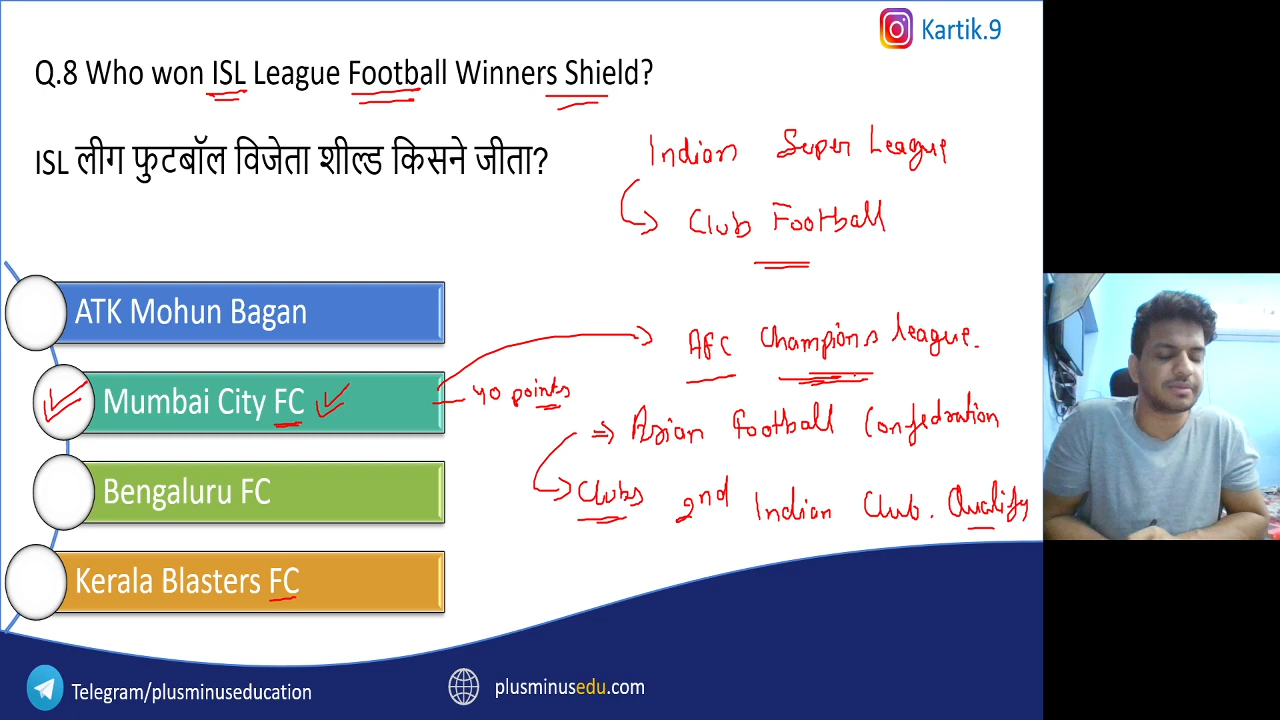 Kartik.9
Q.8 Who won ISL League Football Winners Shield?
ISL लीग फुटबॉल विजेता शील्ड किसने जीता?
Indian Super League
Club Football
ATK Mohun Bagan
Mumbai City FC
Bengaluru FC
Kerala Blasters FC
AFC Champions league.
40 points
Asian Football Confedration
Clubs 2nd Indian Club. Qualify
Telegram/plusminuseducation
plusminusedu.com